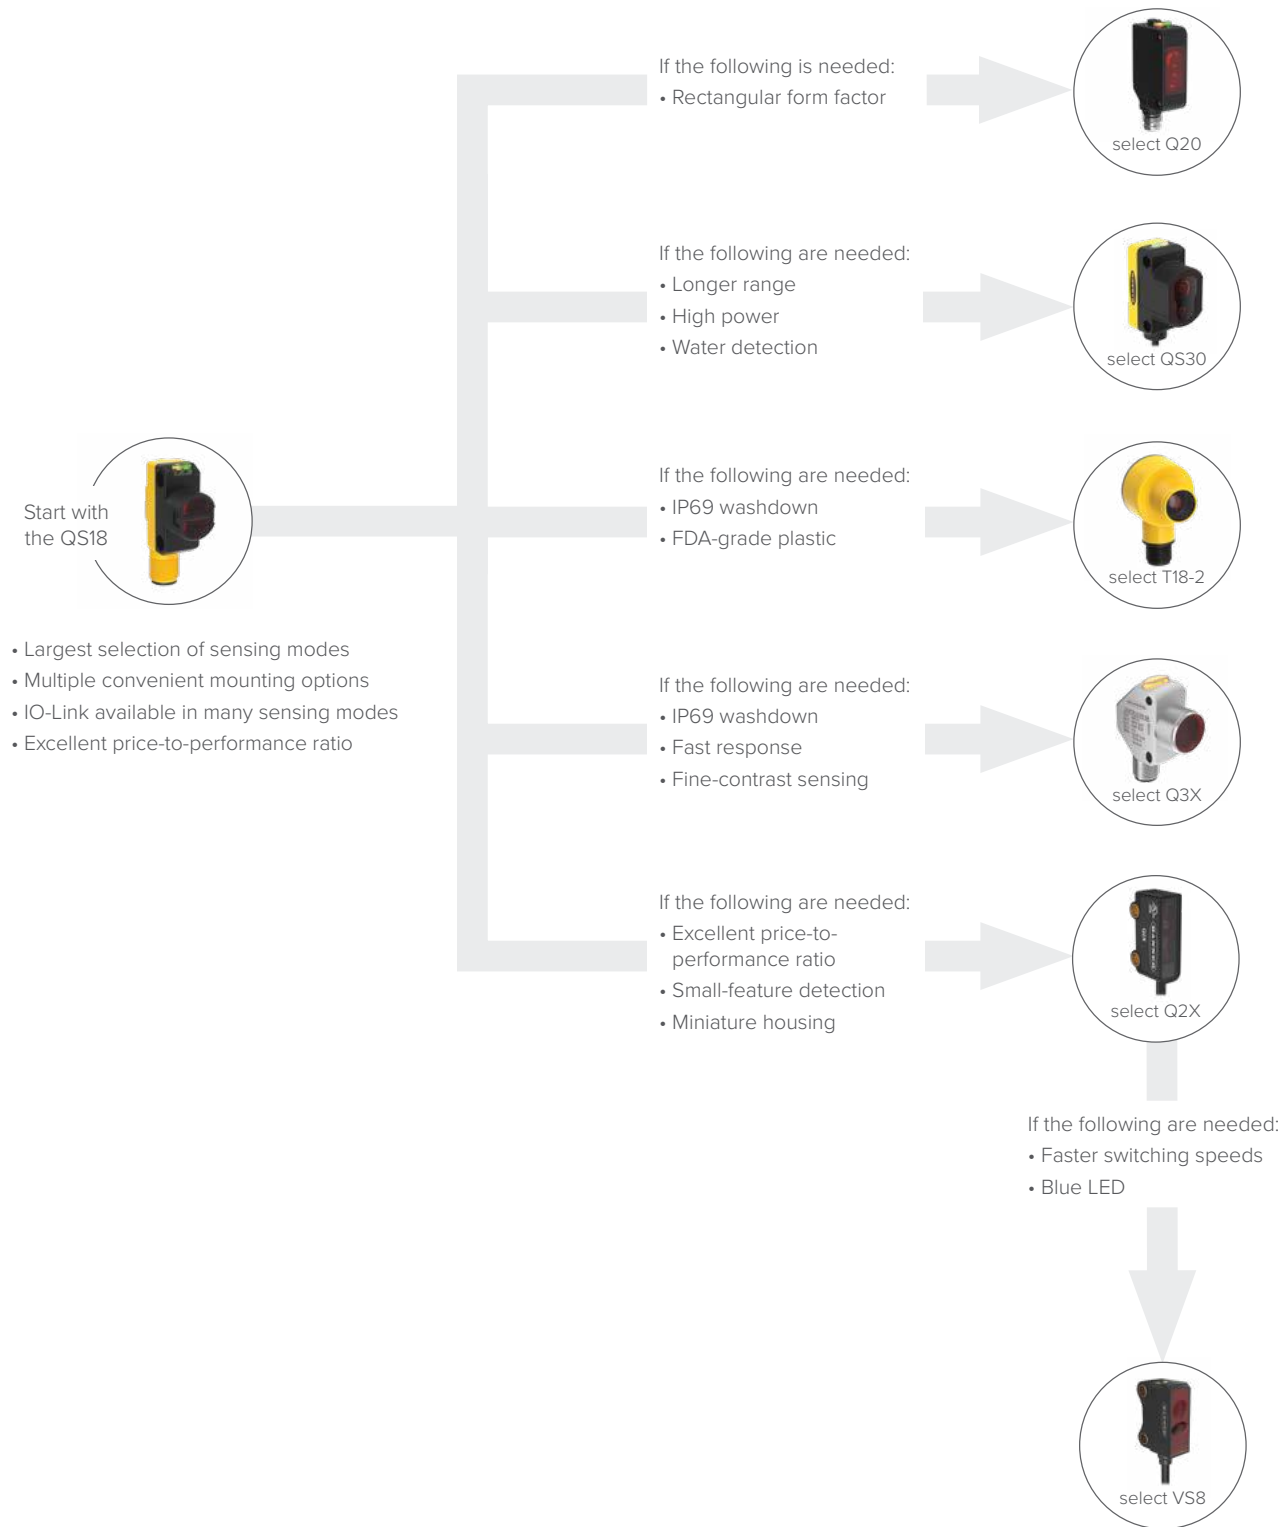 If the following is needed:
• Rectangular form factor
select Q20
If the following are needed:
• Longer range
• High power
• Water detection
select QS30
Start with
the QS18
• Largest selection of sensing modes
• Multiple convenient mounting options
• IO-Link available in many sensing modes
• Excellent price-to-performance ratio
If the following are needed:
• IP69 washdown
• FDA-grade plastic
select T18-2
If the following are needed:
• IP69 washdown
• Fast response
• Fine-contrast sensing
select Q3X
If the following are needed:
• Excellent price-to-
performance ratio
• Small-feature detection
• Miniature housing
select Q2X
If the following are needed:
• Faster switching speeds
• Blue LED
select VS8